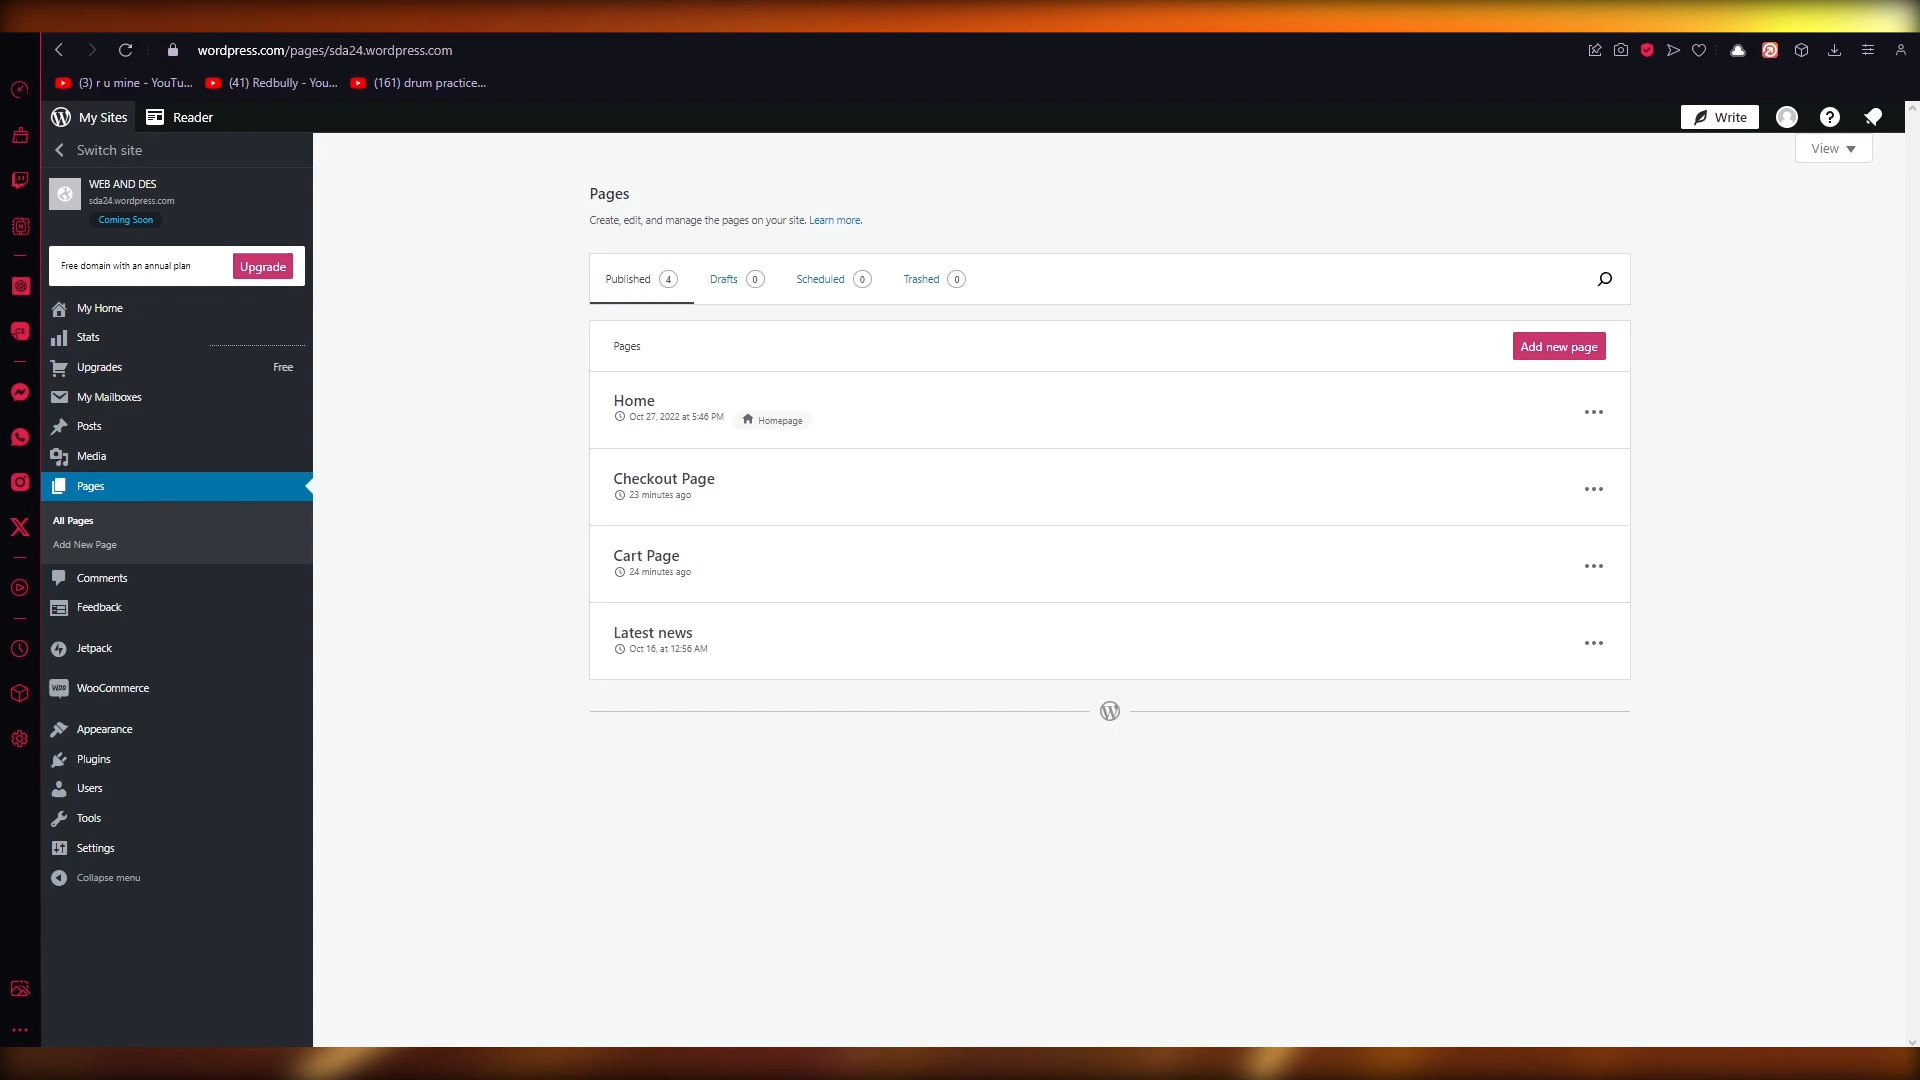 wordpress.com/pages/sda24.wordpress.com
(3) r u mine - YouTu...
(41) Redbully - You...
(161) drum practice...
My Sites
Reader
Write
Switch site
View
WEB AND DES
sda24.wordpress.com
Coming Soon
Free domain with an annual plan
Upgrade
My Home
Stats
Upgrades
Free
My Mailboxes
Posts
Media
Pages
All Pages
Add New Page
Comments
Feedback
Jetpack
WooCommerce
Appearance
Plugins
Users
Tools
Settings
Collapse menu
Pages
Create, edit, and manage the pages on your site. Learn more.
Published 4
Drafts 0
Scheduled 0
Trashed 0
Pages
Add new page
Home
Oct 27, 2022 at 5:46 PM
Homepage
Checkout Page
23 minutes ago
Cart Page
24 minutes ago
Latest news
Oct 16, at 12:56 AM